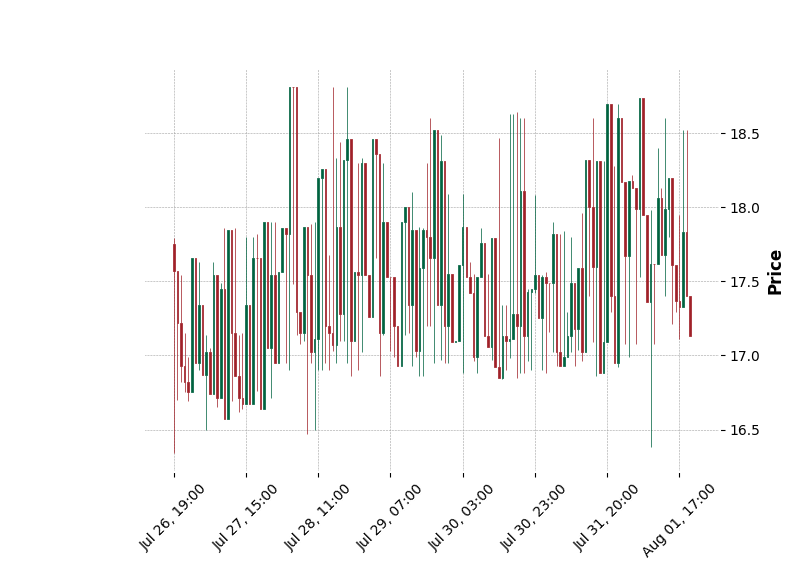 18.5
18.0
17.5
17.0
16.5
Price
Jul 26, 19:00
Jul 27, 15:00
Jul 28, 11:00
Jul 29, 07:00
Jul 30, 03:00
Jul 30, 23:00
Jul 31, 20:00
Aug 01, 17:00